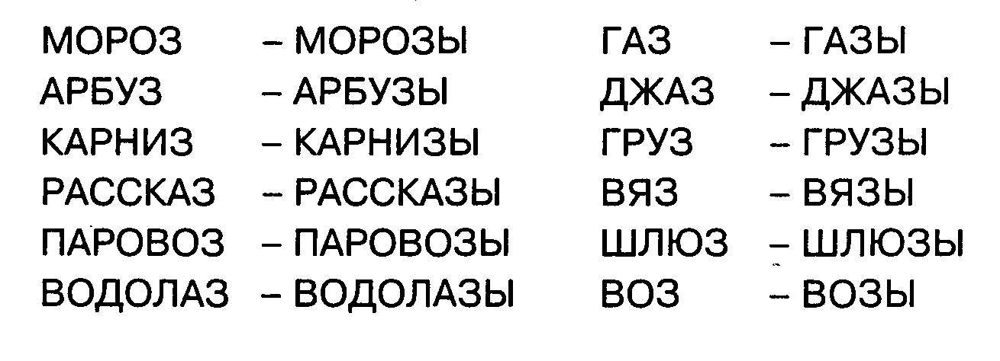 МОРОЗ – МОРОЗЫ ГАЗ – ГАЗЫ
АРБУЗ – АРБУЗЫ ДЖАЗ – ДЖАЗЫ
КАРНИЗ – КАРНИЗЫ ГРУЗ – ГРУЗЫ
РАССКАЗ – РАССКАЗЫ ВЯЗ – ВЯЗЫ
ПАРОВОЗ – ПАРОВОЗЫ ШЛЮЗ – ШЛЮЗЫ
ВОДОЛАЗ – ВОДОЛАЗЫ ВОЗ – ВОЗЫ